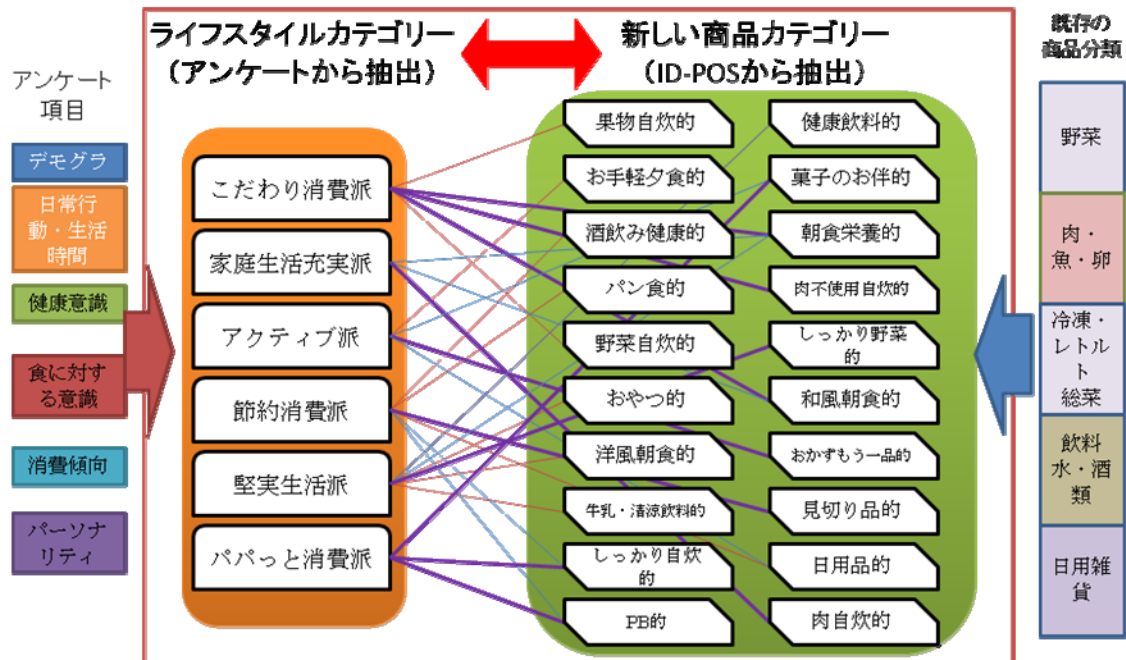 ライフスタイルカテゴリー
（アンケートから抽出）
新しい商品カテゴリー
（ID-POSから抽出）
既存の
商品分類
アンケート
項目
デモグラ
日常行
動・生活
時間
健康意識
食に対す
る意識
消費傾向
パーソナ
リティ
こだわり消費派
家庭生活充実派
アクティブ派
節約消費派
堅実生活派
パパっと消費派
果物自炊的
お手軽夕食的
酒飲み健康的
パン食的
野菜自炊的
おやつ的
洋風朝食的
牛乳・清涼飲料的
しっかり自炊
的
PB的
健康飲料的
菓子のお伴的
朝食栄養的
肉不使用自炊的
しっかり野菜
的
和風朝食的
おかずもう一品的
見切り品的
日用品的
肉自炊的
野菜
肉・
魚・卵
冷凍・
レトル
ト
総菜
飲料
水・酒
類
日用雑
貨